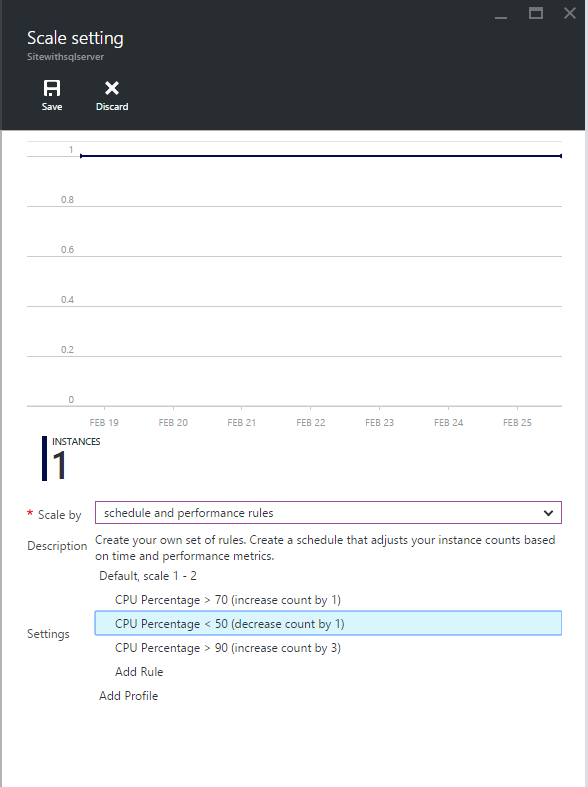 Scale setting
Sitewithsqlserver
Save
Discard
1
0.8
0.6
0.4
0.2
0
FEB 19
FEB 20
FEB 21
FEB 22
FEB 23
FEB 24
FEB 25
INSTANCES
1
* Scale by
schedule and performance rules
Description
Create your own set of rules. Create a schedule that adjusts your instance counts based
on time and performance metrics.
Settings
Default, scale 1 - 2
CPU Percentage > 70 (increase count by 1)
CPU Percentage < 50 (decrease count by 1)
CPU Percentage > 90 (increase count by 3)
Add Rule
Add Profile